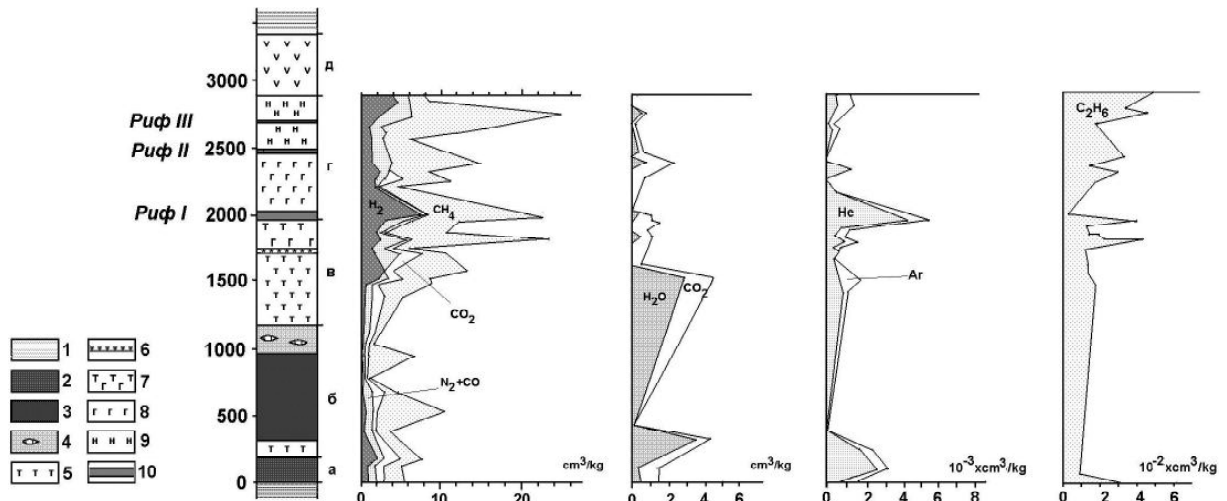 3000
2500
2000
1500
1000
500
0
Риф III
Риф II
Риф I
д
г
в
б
а
1
2
3
4
5
6
7
8
9
10
H₂
CH₄
CO₂
N₂+CO
cm³/kg
0 10 20
H₂O
CO₂
cm³/kg
0 2 4 6
He
Ar
10⁻³xcm³/kg
0 2 4 6 8
C₂H₆
10⁻²xcm³/kg
0 2 4 6